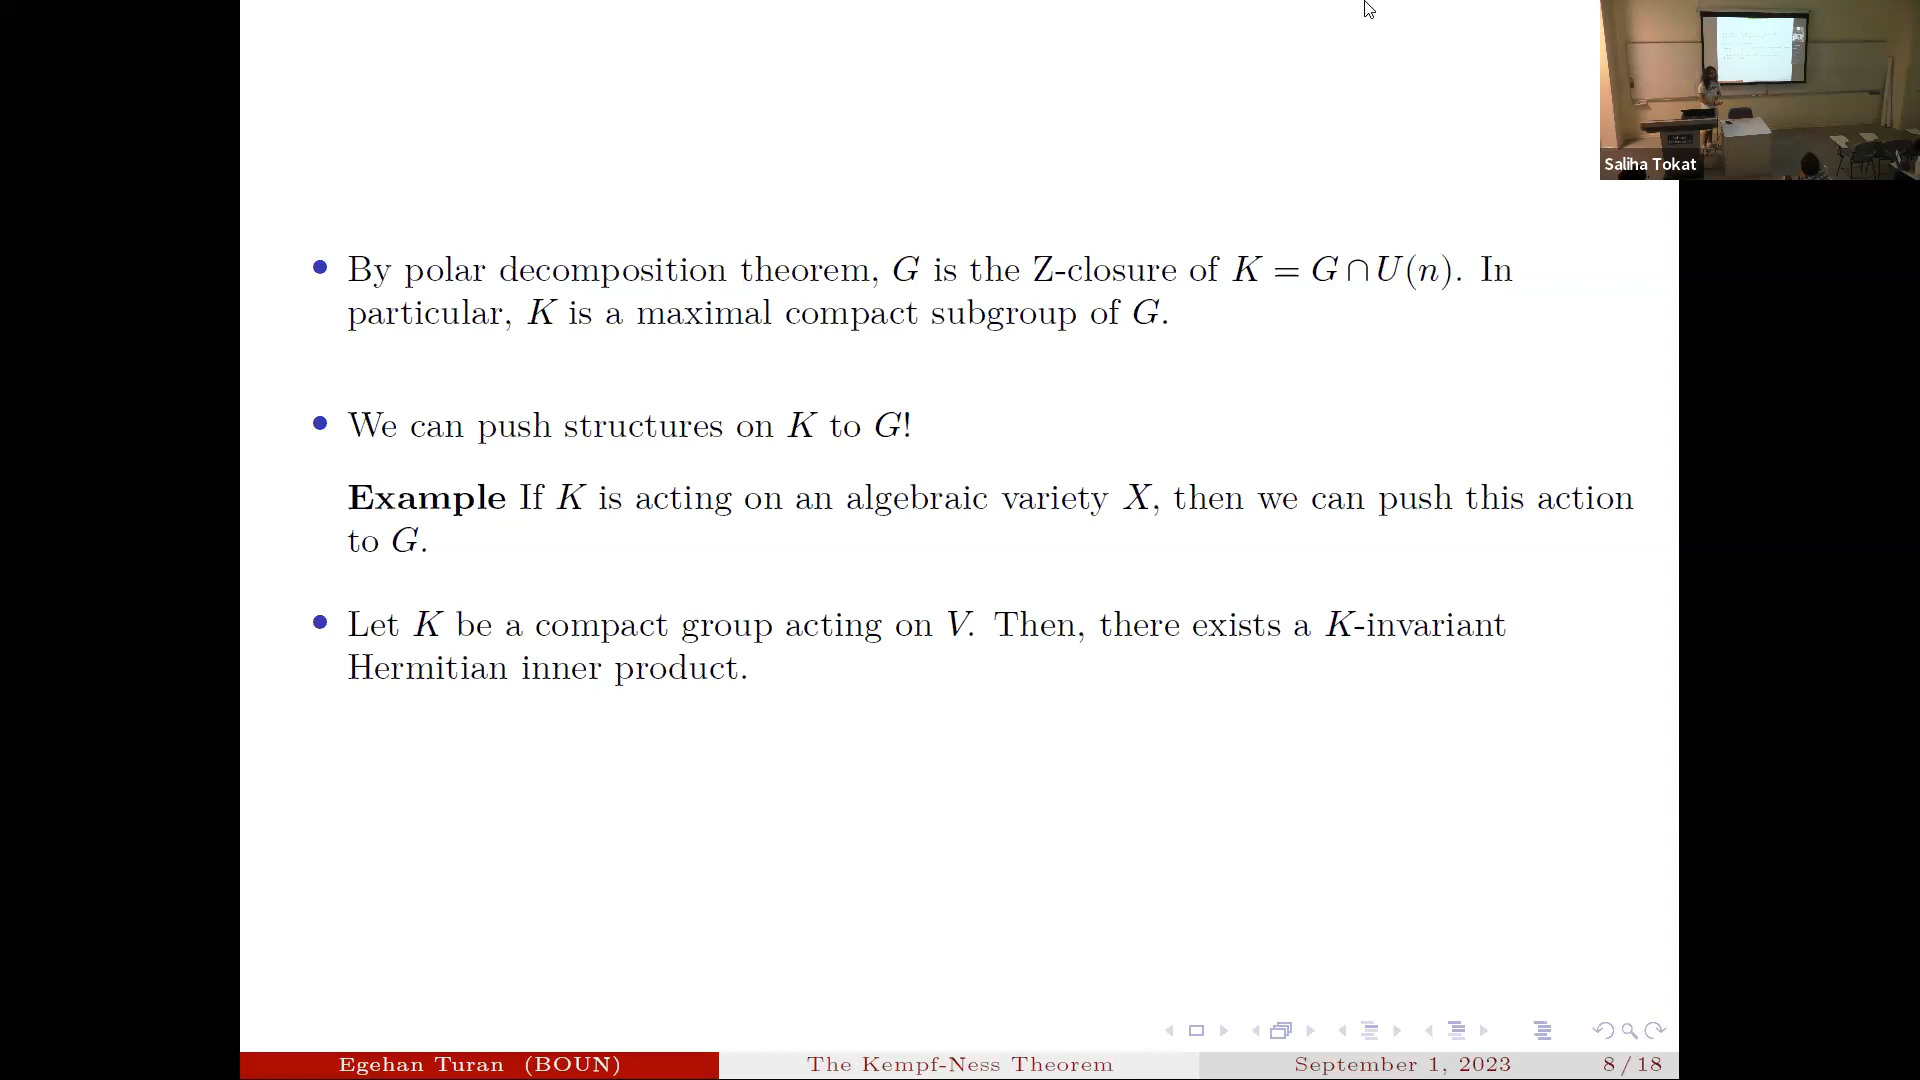 Saliha Tokat
• By polar decomposition theorem, G is the Z-closure of K = G ∩ U(n). In
particular, K is a maximal compact subgroup of G.
• We can push structures on K to G!
Example If K is acting on an algebraic variety X, then we can push this action
to G.
• Let K be a compact group acting on V. Then, there exists a K-invariant
Hermitian inner product.
Egehan Turan (BOUN) The Kempf-Ness Theorem September 1, 2023 8 / 18